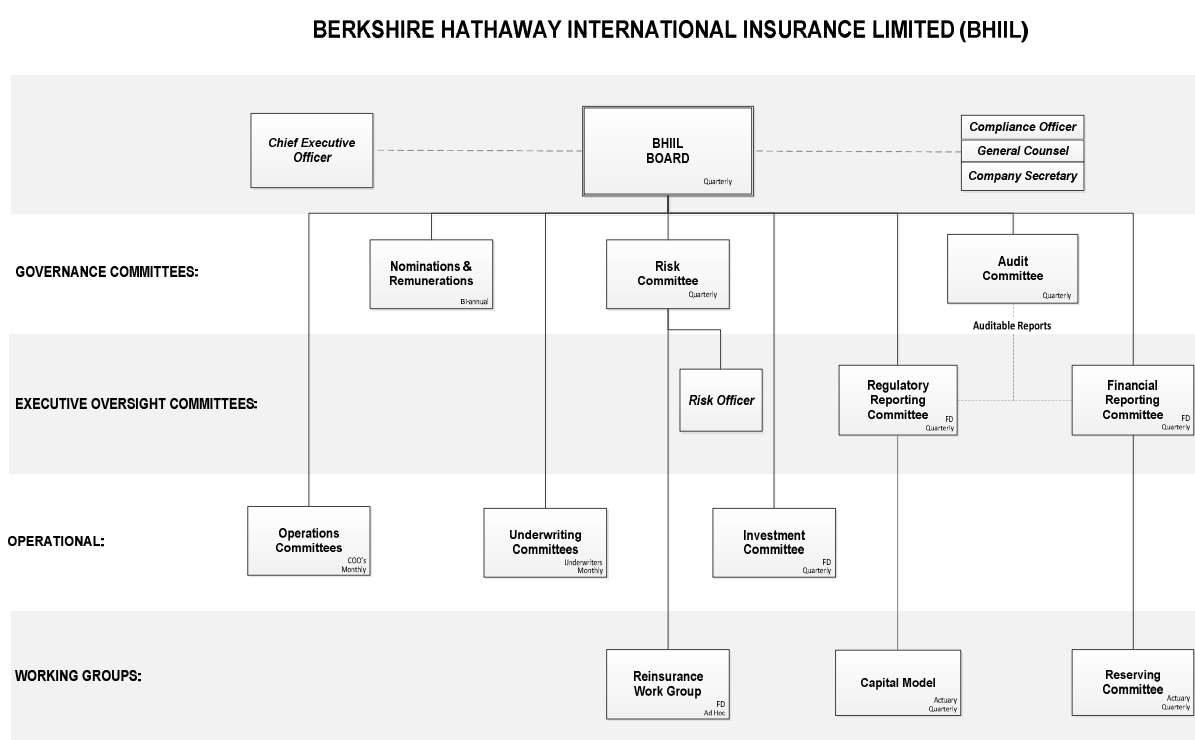 BERKSHIRE HATHAWAY INTERNATIONAL INSURANCE LIMITED (BHIIL)
Chief Executive
Officer
BHIIL
BOARD
Quarterly
Compliance Officer
General Counsel
Company Secretary
GOVERNANCE COMMITTEES:
Nominations &
Remunerations
Bi-annual
Risk
Committee
Quarterly
Audit
Committee
Quarterly
Auditable Reports
EXECUTIVE OVERSIGHT COMMITTEES:
Risk Officer
Regulatory
Reporting
Committee
FD
Quarterly
Financial
Reporting
Committee
FD
Quarterly
OPERATIONAL:
Operations
Committees
COO's
Monthly
Underwriting
Committees
Underwriters
Monthly
Investment
Committee
FD
Quarterly
WORKING GROUPS:
Reinsurance
Work Group
FD
Ad Hoc
Capital Model
Actuary
Quarterly
Reserving
Committee
Actuary
Quarterly